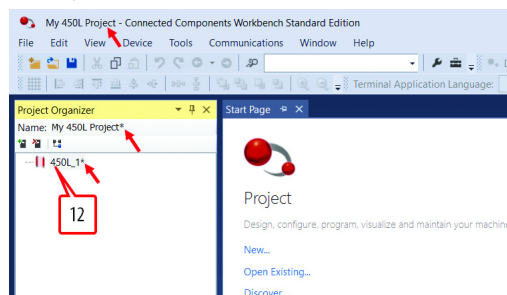 My 450L Project - Connected Components Workbench Standard Edition
File Edit View Device Tools Communications Window Help
Terminal Application Language:
Project Organizer
Start Page
Name: My 450L Project*
450L_1*
12
Project
Design, configure, program, visualize and maintain your machin
New...
Open Existing...
Discover...